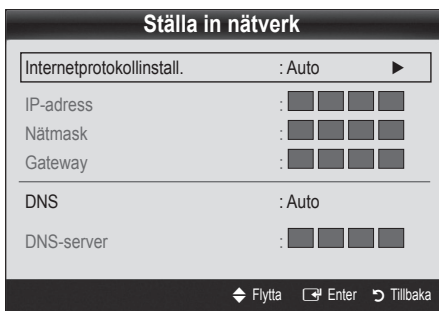 Ställa in nätverk
Internetprotokollinstall. : Auto ►
IP-adress :
Nätmask :
Gateway :
DNS : Auto
DNS-server :
Flytta Enter Tillbaka